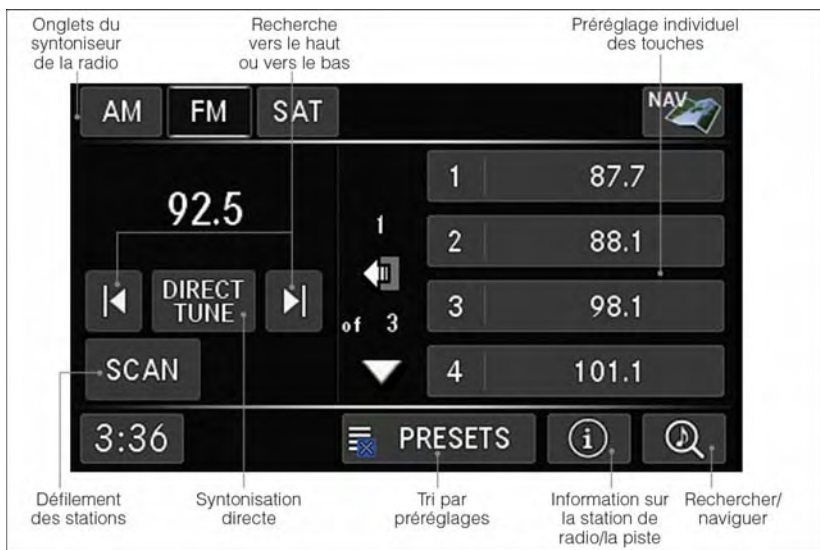 Onglets du
syntoniseur
de la radio
Recherche
vers le haut
ou vers le bas
Préréglage individuel
des touches
AM
FM
SAT
NAV
92.5
DIRECT
TUNE
SCAN
1
of 3
1 87.7
2 88.1
3 98.1
4 101.1
3:36
PRESETS
i
Défilement
des stations
Syntonisation
directe
Tri par
préréglages
Information sur
la station de
radio/la piste
Rechercher/
naviguer